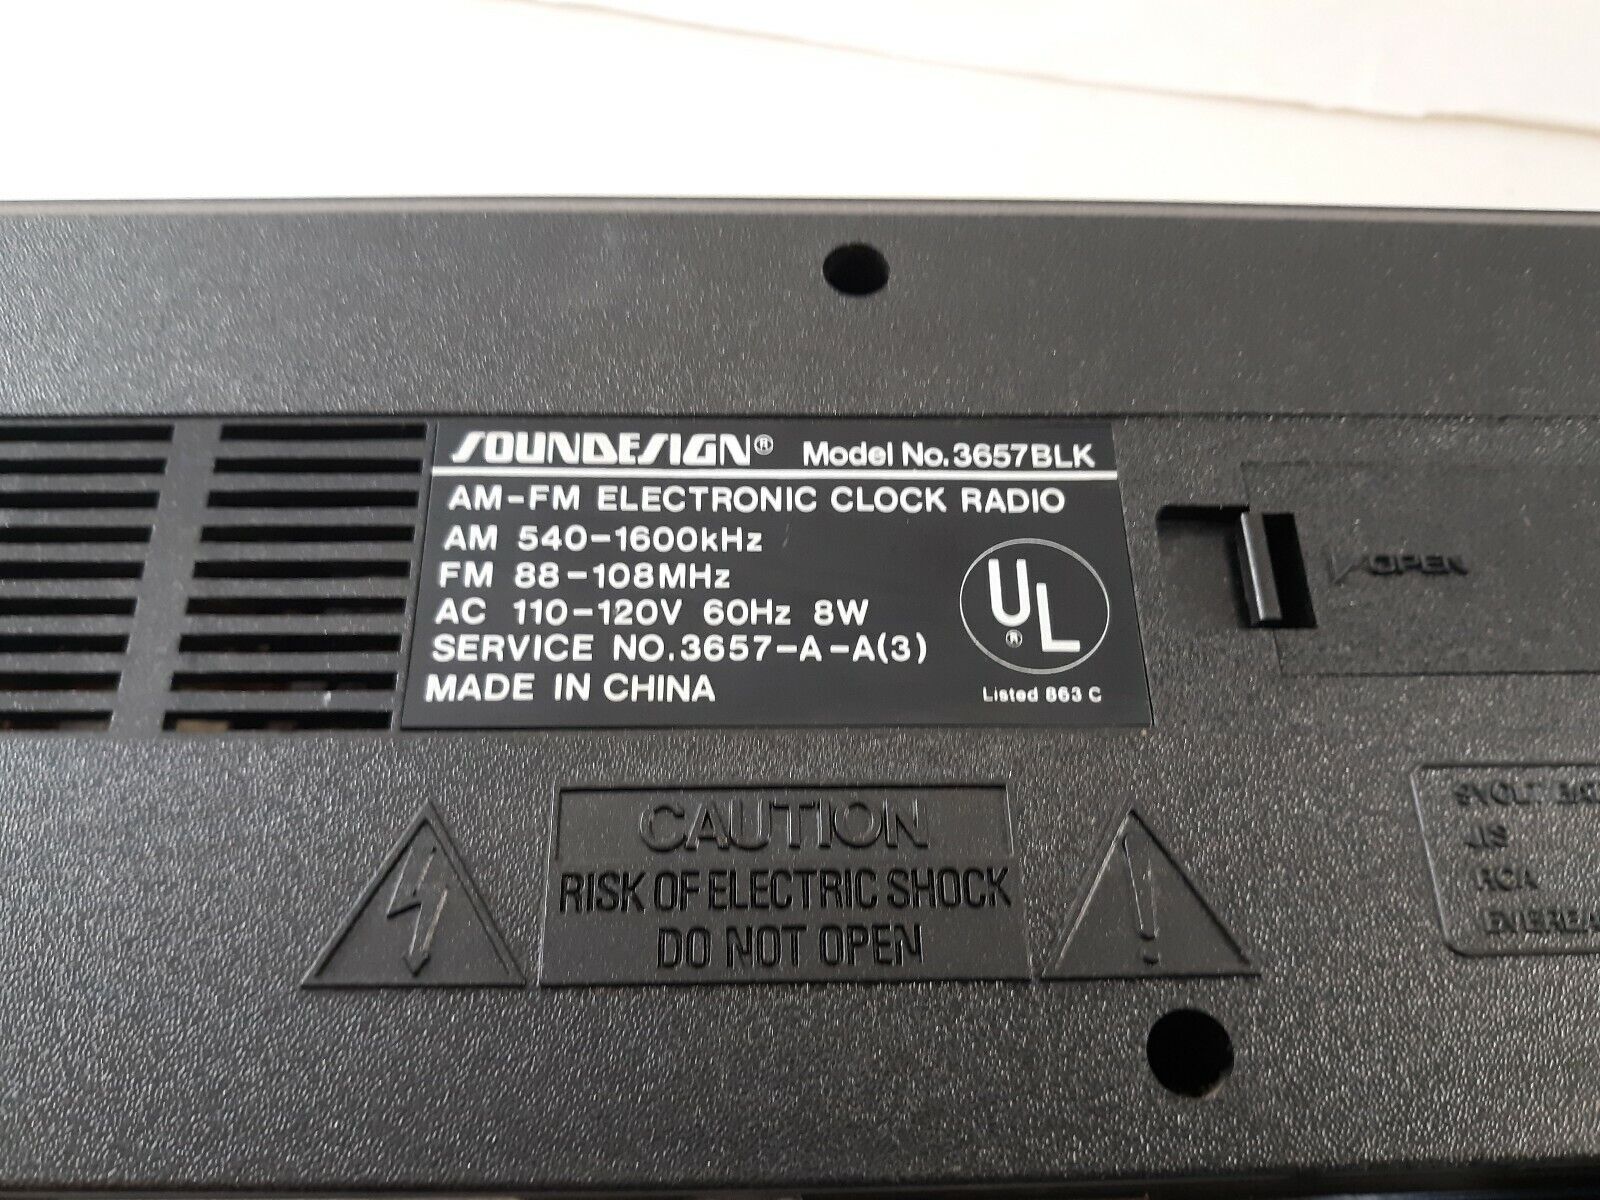 SOUNDESIGN® Model No. 3657BLK
AM-FM ELECTRONIC CLOCK RADIO
AM 540-1600kHz
FM 88-108MHz
AC 110-120V 60Hz 8W
SERVICE NO. 3657-A-A(3)
MADE IN CHINA
UL®
Listed 863 C
OPEN
CAUTION
RISK OF ELECTRIC SHOCK
DO NOT OPEN
9VOLT
JIS
RCA